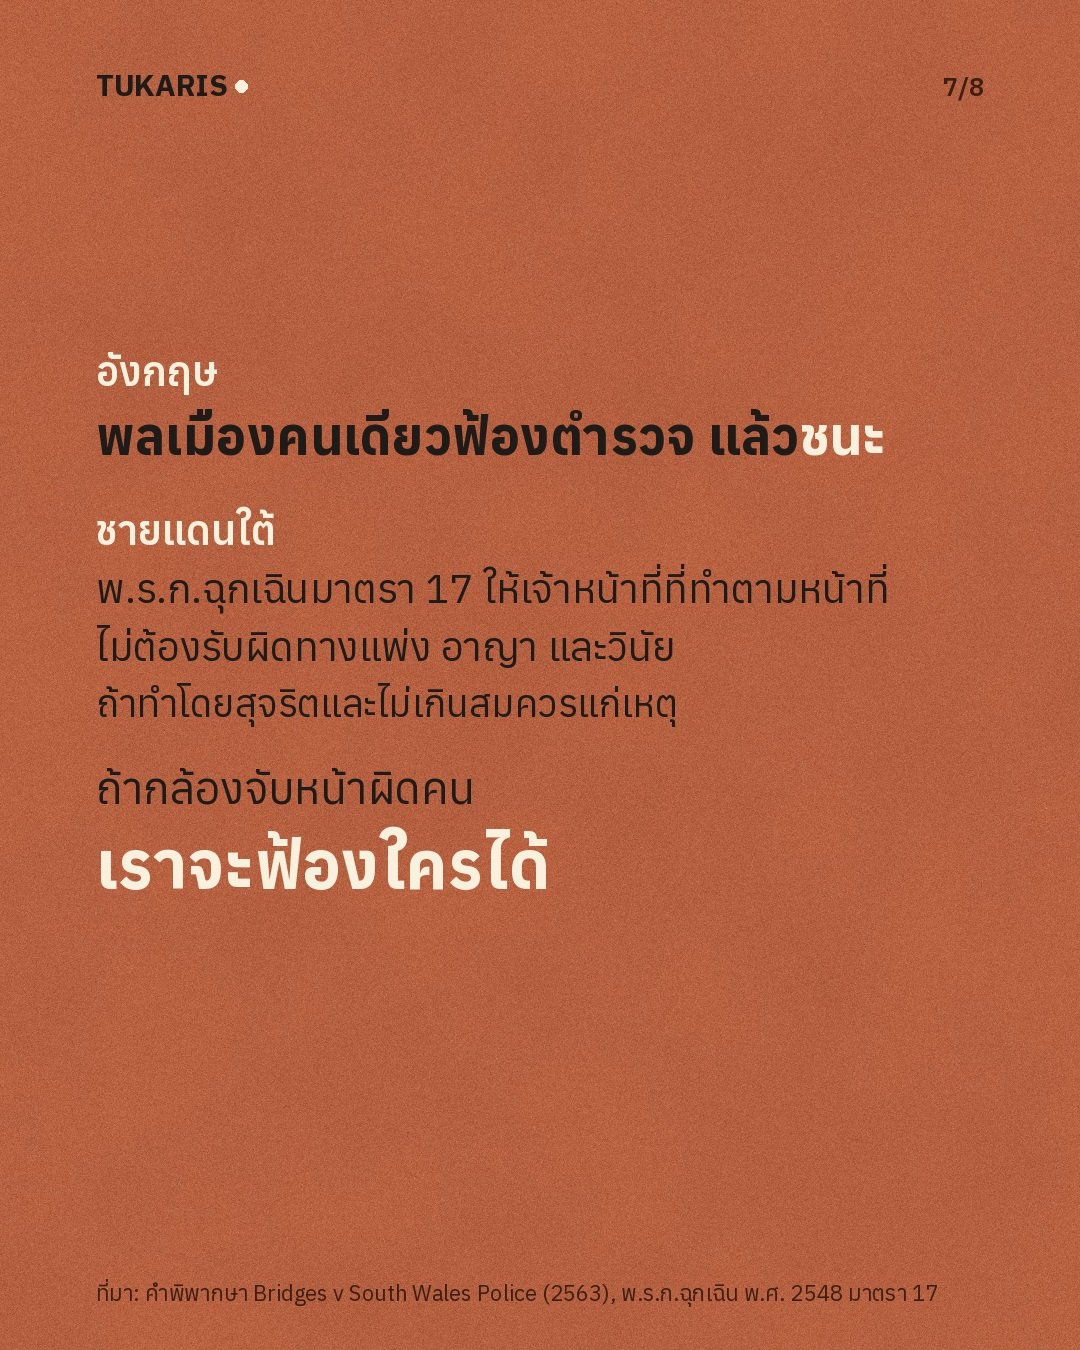 TUKARIS
7/8
อังกฤษ
พลเมืองคนเดียวฟ้องตำรวจ แล้วชนะ
ชายแดนใต้
พ.ร.ก.ฉุกเฉินมาตรา 17 ให้เจ้าหน้าที่ที่ทำตามหน้าที่
ไม่ต้องรับผิดทางแพ่ง อาญา และวินัย
ถ้าทำโดยสุจริตและไม่เกินสมควรแก่เหตุ
ถ้ากล้องจับหน้าผิดคน
เราจะฟ้องใครได้
ที่มา: คำพิพากษา Bridges v South Wales Police (2563), พ.ร.ก.ฉุกเฉิน พ.ศ. 2548 มาตรา 17